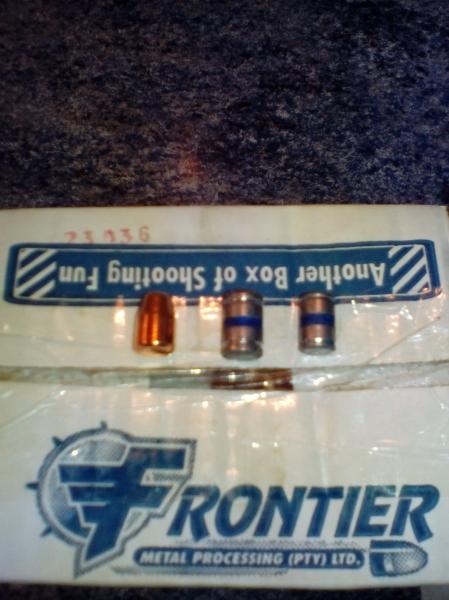 23036
Another Box of Shooting Fun
FRONTIER
METAL PROCESSING (PTY) LTD.